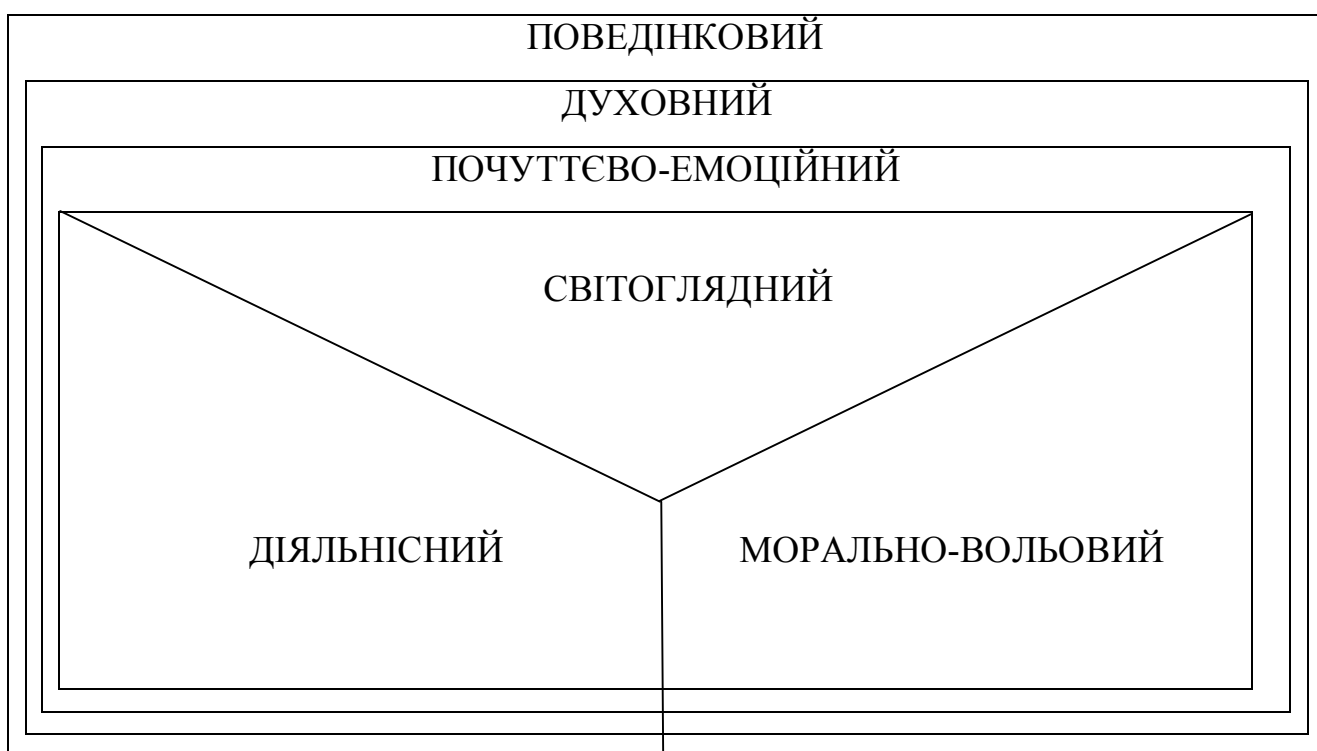 ПОВЕДІНКОВИЙ
ДУХОВНИЙ
ПОЧУТТЄВО-ЕМОЦІЙНИЙ
СВІТОГЛЯДНИЙ
ДІЯЛЬНІСНИЙ МОРАЛЬНО-ВОЛЬОВИЙ